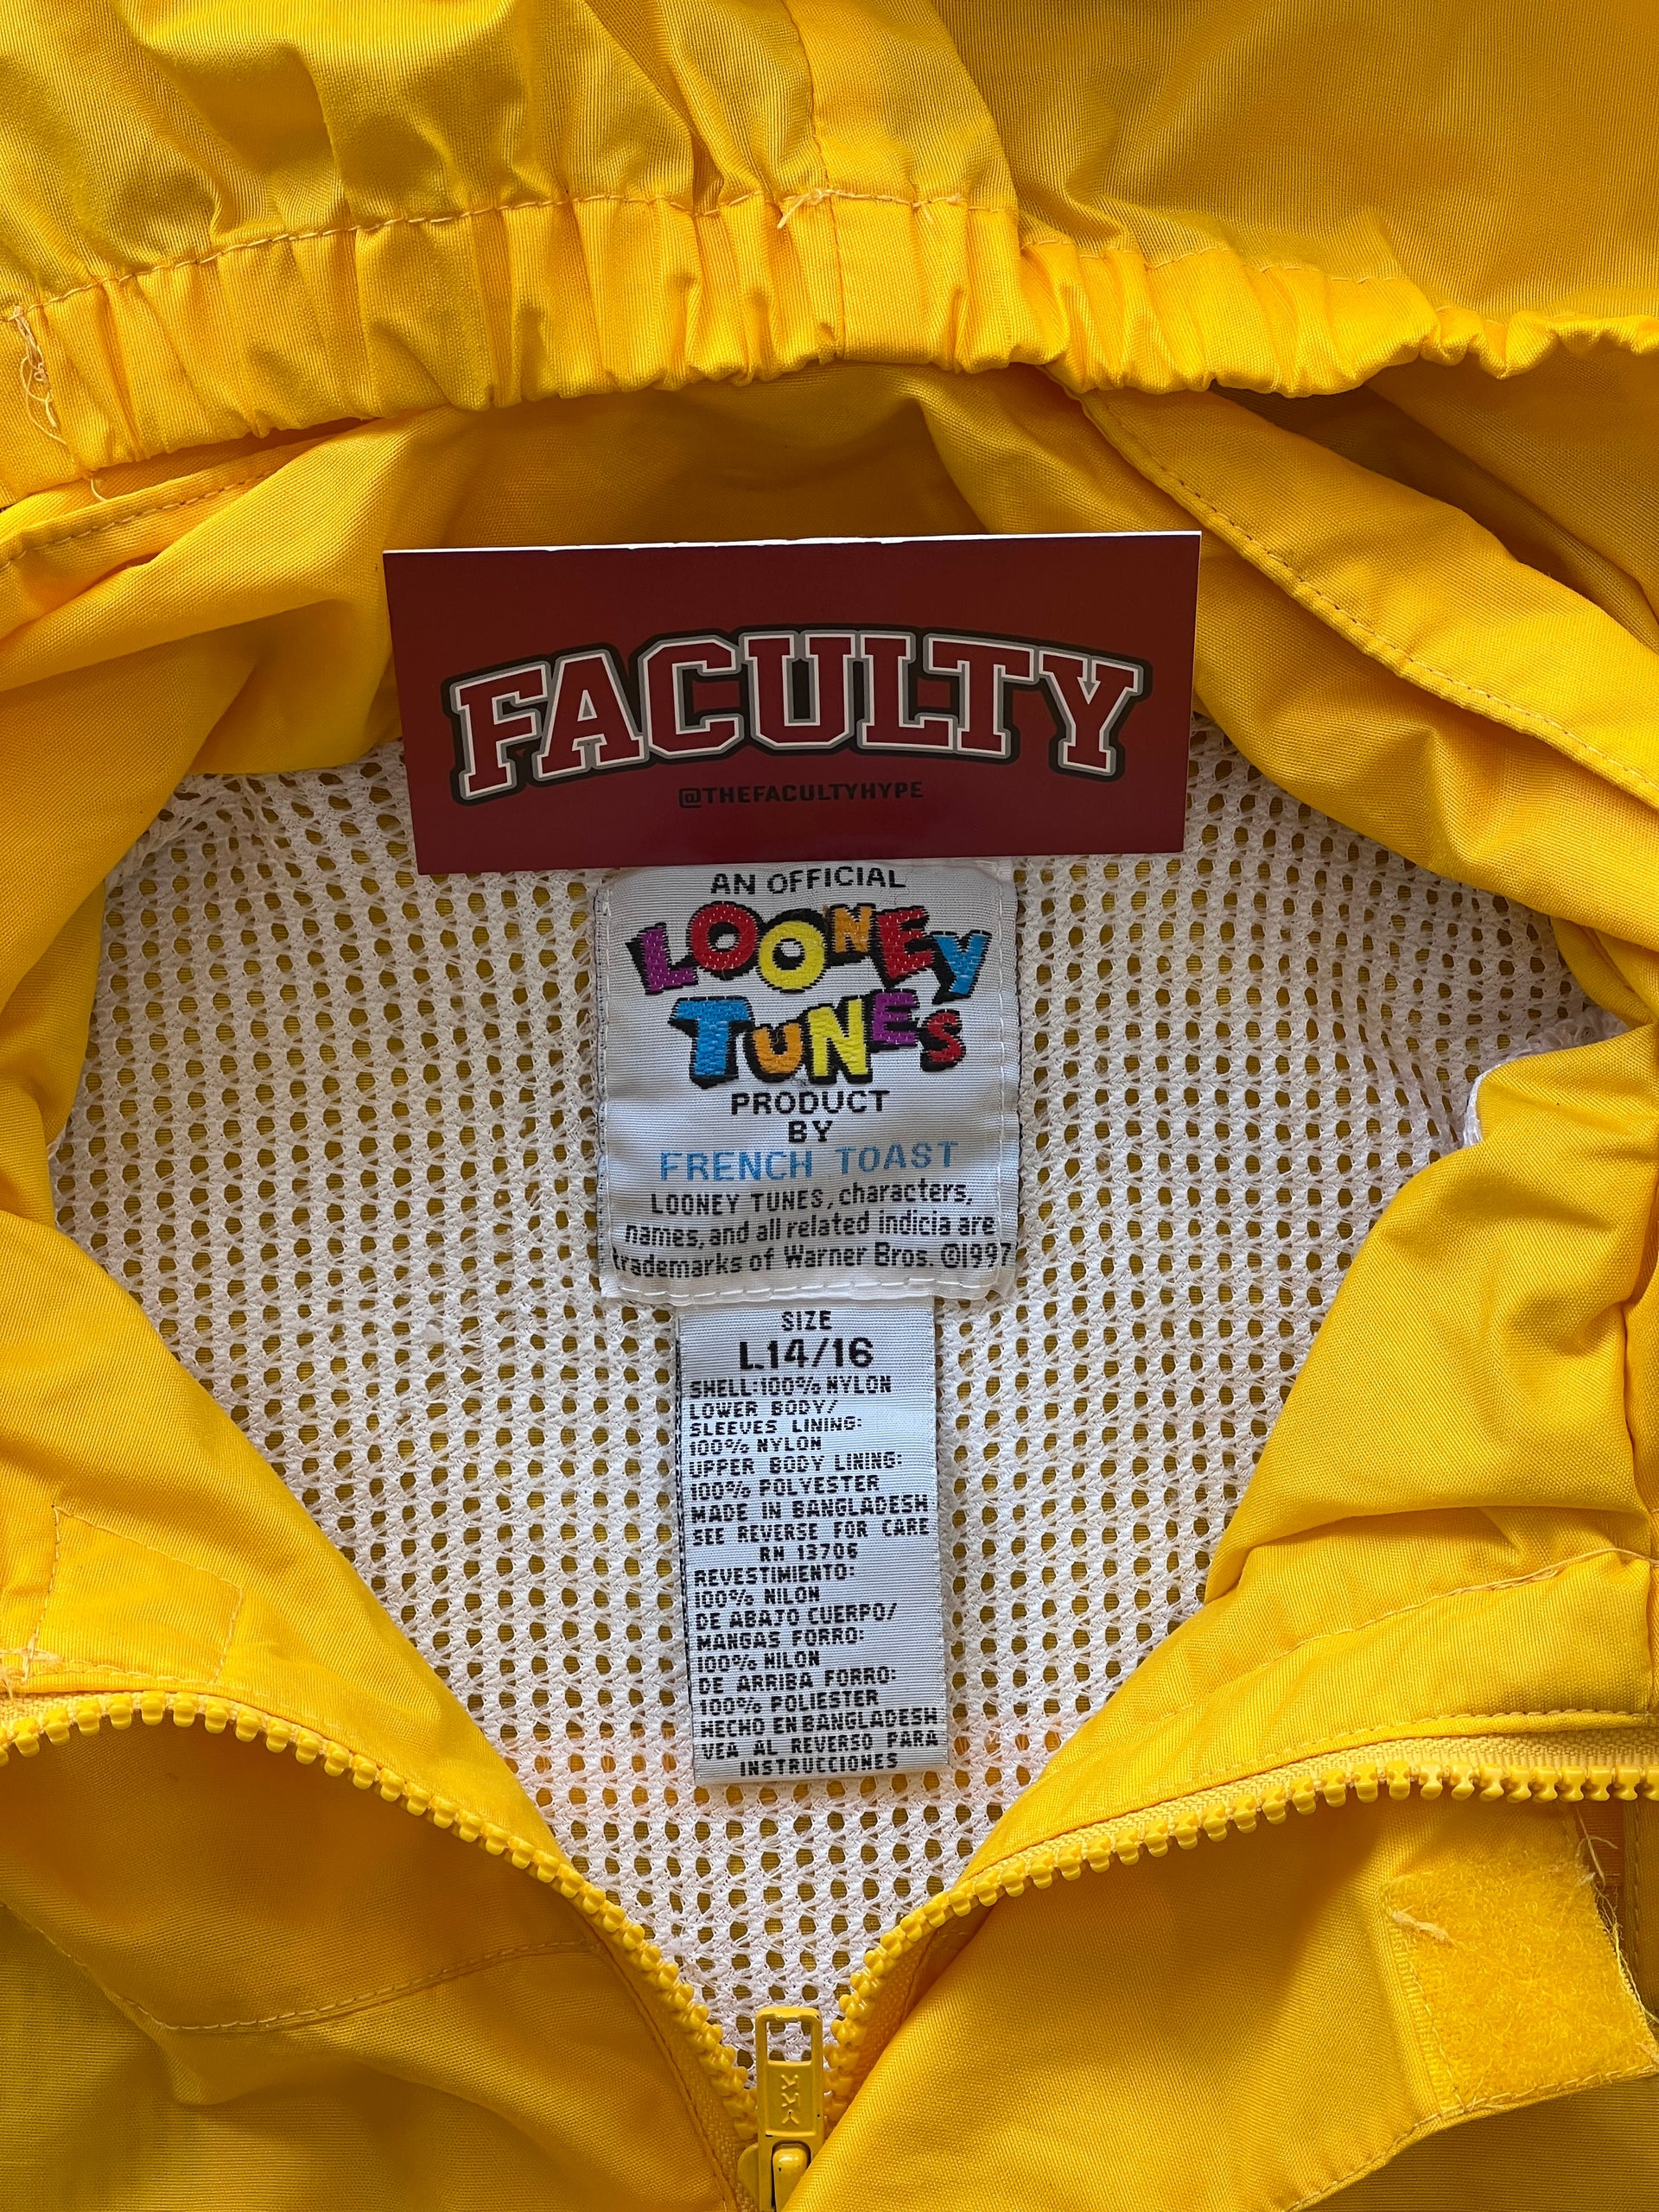 FACULTY
@THEFACULTYHYPE
AN OFFICIAL
LOONEY
TUNES
PRODUCT
BY
FRENCH TOAST
LOONEY TUNES, characters,
names, and all related indicia are
trademarks of Warner Bros. ©1997
SIZE
L14/16
SHELL:100% NYLON
LOWER BODY/
SLEEVES LINING:
100% NYLON
UPPER BODY LINING:
100% POLYESTER
MADE IN BANGLADESH
SEE REVERSE FOR CARE
RN 13706
REVESTIMIENTO:
100% NILON
DE ABAJO CUERPO/
MANGAS FORRO:
100% NILON
DE ARRIBA FORRO:
100% POLIESTER
HECHO EN BANGLADESH
VEA AL REVERSO PARA
INSTRUCCIONES